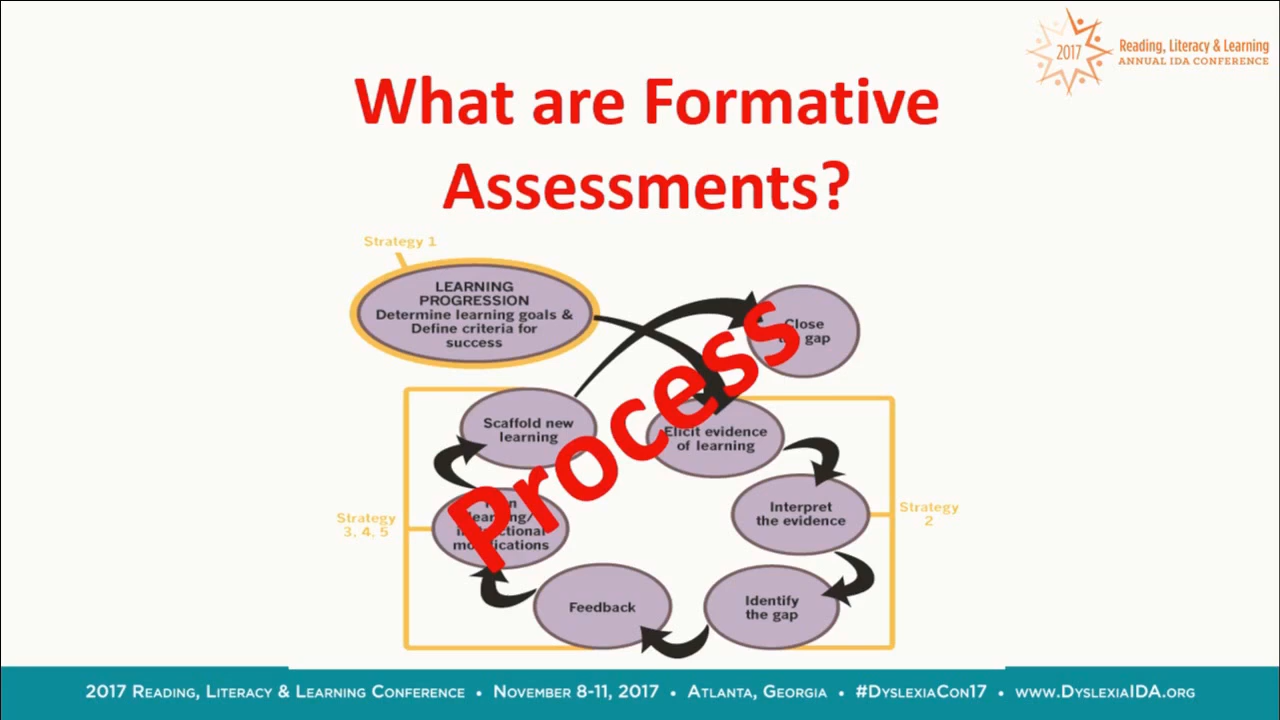 2017
Reading, Literacy & Learning
ANNUAL IDA CONFERENCE
What are Formative
Assessments?
Strategy 1
LEARNING
PROGRESSION
Determine learning goals &
Define criteria for
success
Close
gap
Process
Scaffold new
learning
Elicit evidence
of learning
Interpret
the evidence
Strategy
2
Strategy
3, 4, 5
learning/
instructional
modifications
Feedback
Identify
the gap
2017 READING, LITERACY & LEARNING CONFERENCE • NOVEMBER 8-11, 2017 • ATLANTA, GEORGIA • #DYSLEXIACON17 • WWW.DYSLEXIAIDA.ORG